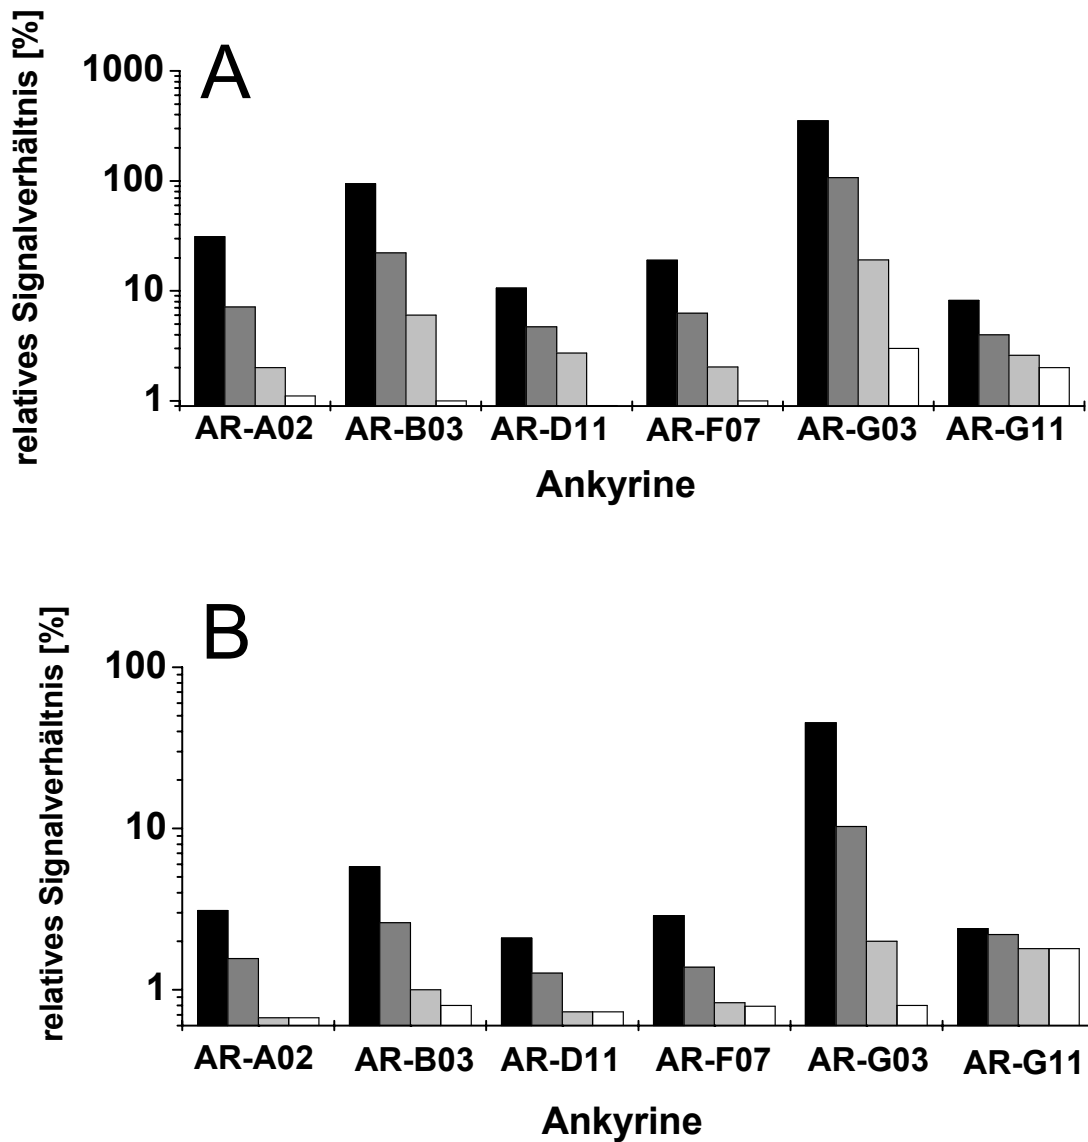 A
relatives Signalverhältnis [%]
1000
100
10
1
AR-A02 AR-B03 AR-D11 AR-F07 AR-G03 AR-G11
Ankyrine
B
relatives Signalverhältnis [%]
100
10
1
AR-A02 AR-B03 AR-D11 AR-F07 AR-G03 AR-G11
Ankyrine